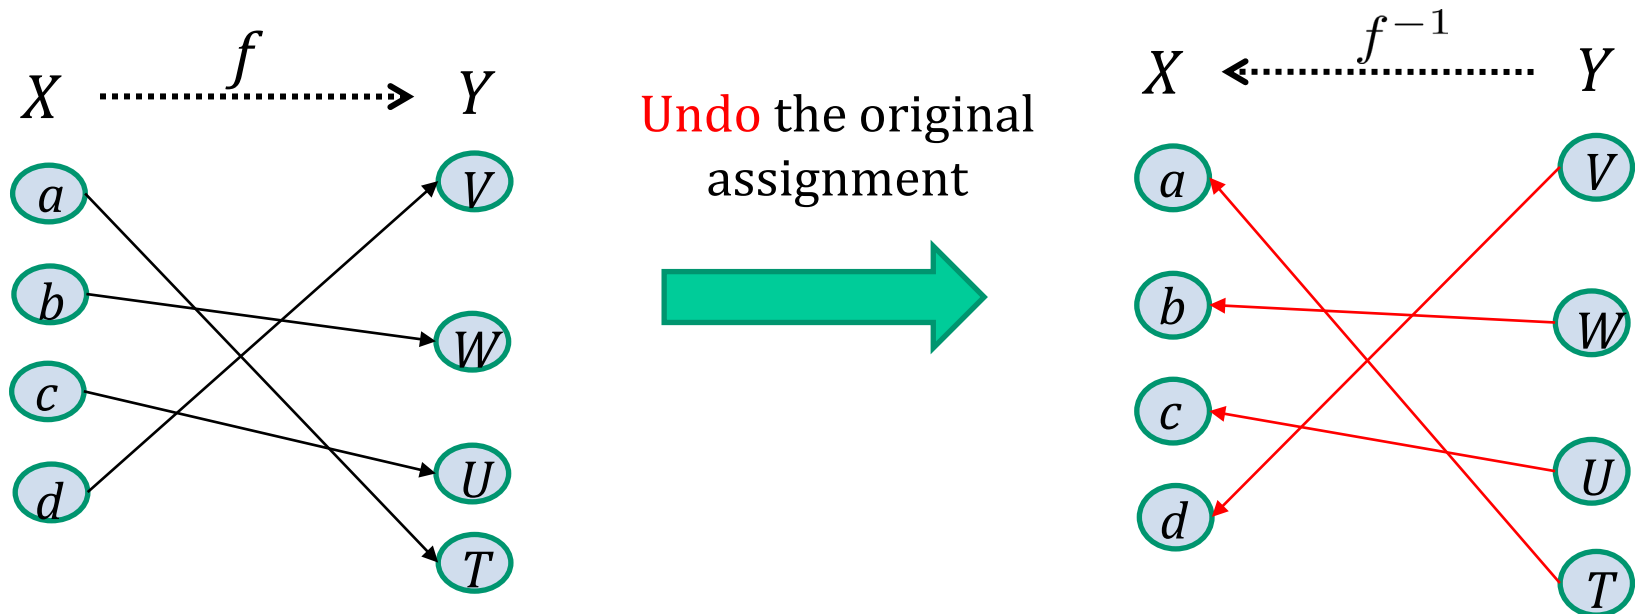 f
X Y
a V
b W
c U
d T
Undo the original
assignment
f⁻¹
X Y
a V
b W
c U
d T